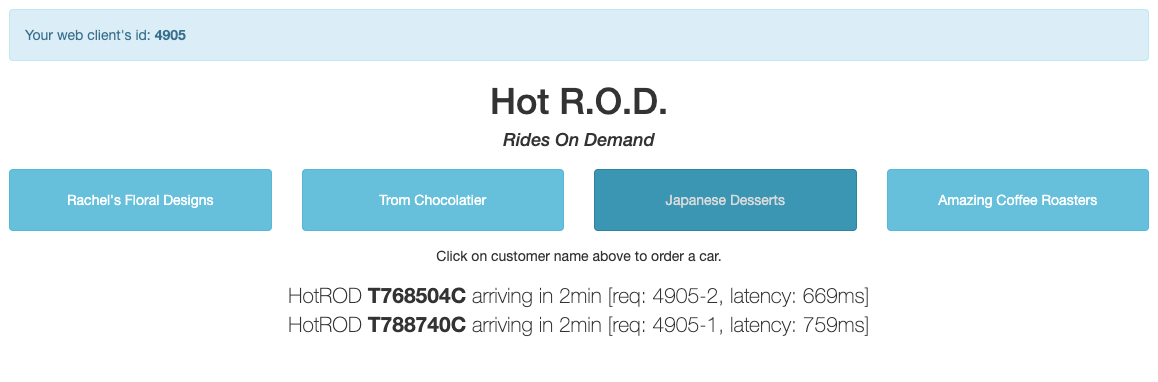 Your web client's id: 4905
Hot R.O.D.
Rides On Demand
Rachel's Floral Designs
Trom Chocolatier
Japanese Desserts
Amazing Coffee Roasters
Click on customer name above to order a car.
HotROD T768504C arriving in 2min [req: 4905-2, latency: 669ms]
HotROD T788740C arriving in 2min [req: 4905-1, latency: 759ms]